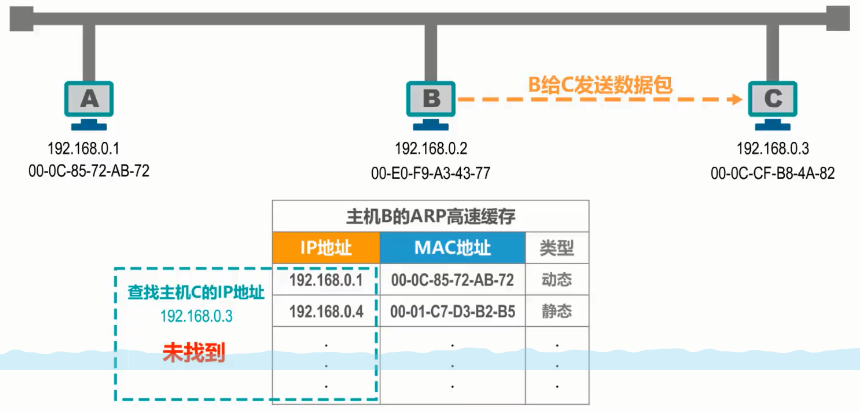 A
B
B给C发送数据包
C
192.168.0.1
00-0C-85-72-AB-72
192.168.0.2
00-E0-F9-A3-43-77
192.168.0.3
00-0C-CF-B8-4A-82
主机B的ARP高速缓存
IP地址 MAC地址 类型
192.168.0.1 00-0C-85-72-AB-72 动态
192.168.0.4 00-01-C7-D3-B2-B5 静态
. . .
. . .
. . .
查找主机C的IP地址
192.168.0.3
未找到